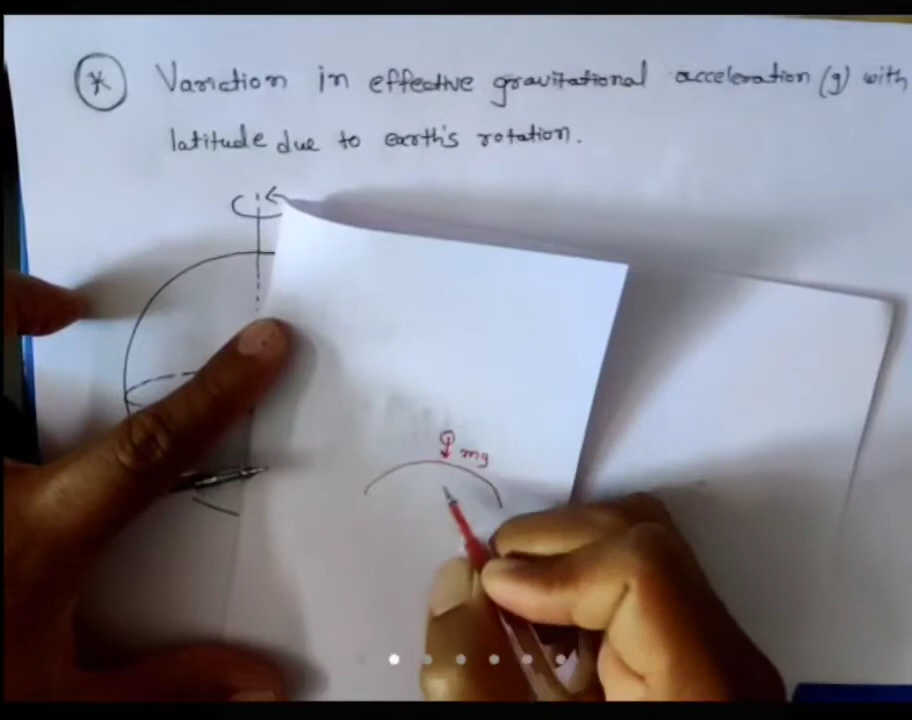 * Variation in effective gravitational acceleration (g) with
latitude due to earth's rotation.
mg